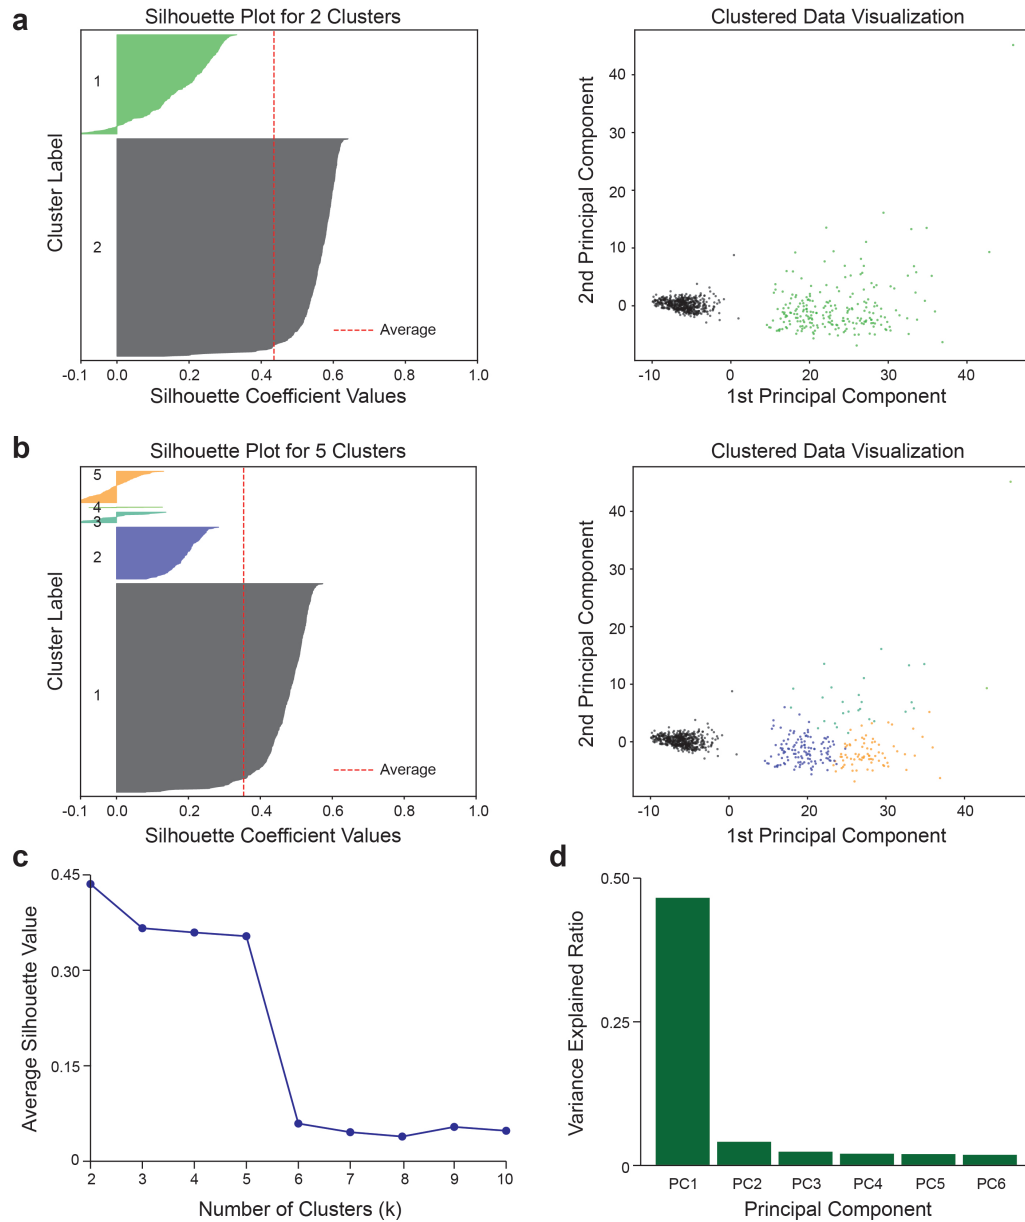 a
Silhouette Plot for 2 Clusters
Cluster Label
1
2
Average
-0.1 0.0 0.2 0.4 0.6 0.8 1.0
Silhouette Coefficient Values
Clustered Data Visualization
2nd Principal Component
40
30
20
10
0
-10 0 10 20 30 40
1st Principal Component
b
Silhouette Plot for 5 Clusters
Cluster Label
5
4
3
2
1
Average
-0.1 0.0 0.2 0.4 0.6 0.8 1.0
Silhouette Coefficient Values
Clustered Data Visualization
2nd Principal Component
40
30
20
10
0
-10 0 20 40
1st Principal Component
c
Average Silhouette Value
0.45
0.30
0.15
0
2 3 4 5 6 7 8 9 10
Number of Clusters (k)
d
Variance Explained Ratio
0.50
0.25
0
PC1 PC2 PC3 PC4 PC5 PC6
Principal Component